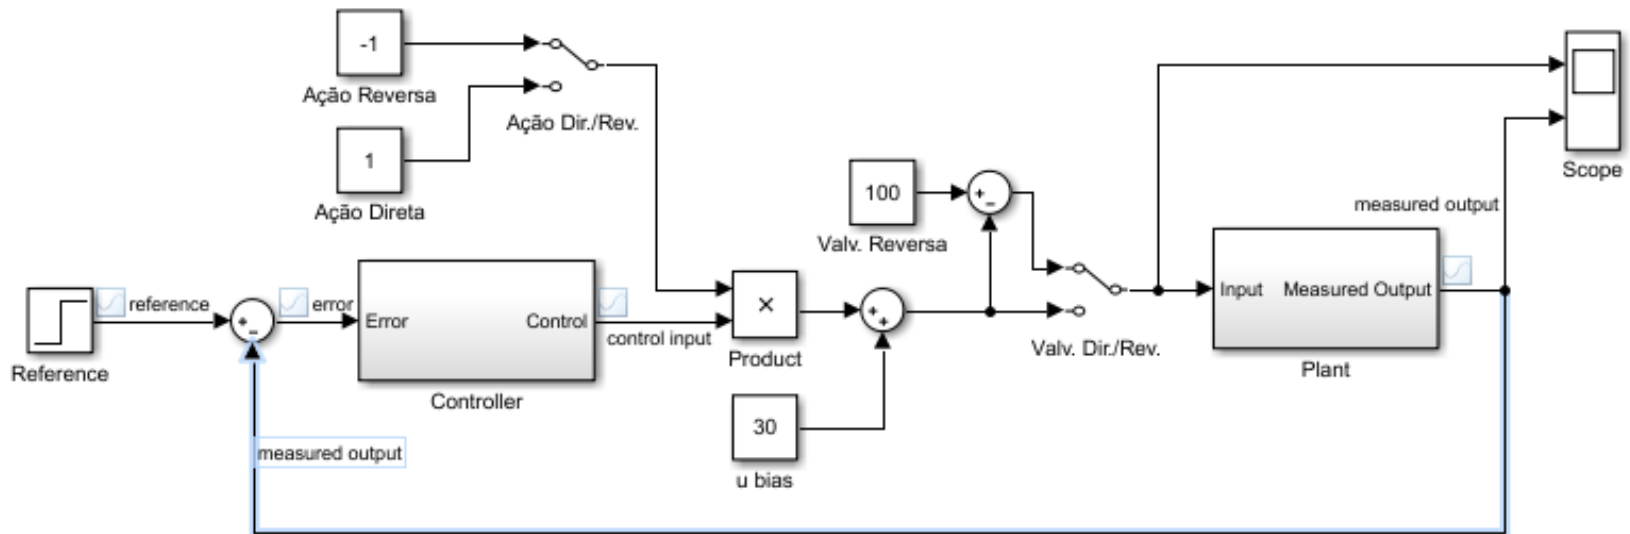 -1
Ação Reversa
Ação Dir./Rev.
1
Ação Direta
Scope
100
Valv. Reversa
measured output
reference
error
Error
Control
control input
Input
Measured Output
×
Product
Valv. Dir./Rev.
Plant
Reference
Controller
30
u bias
measured output